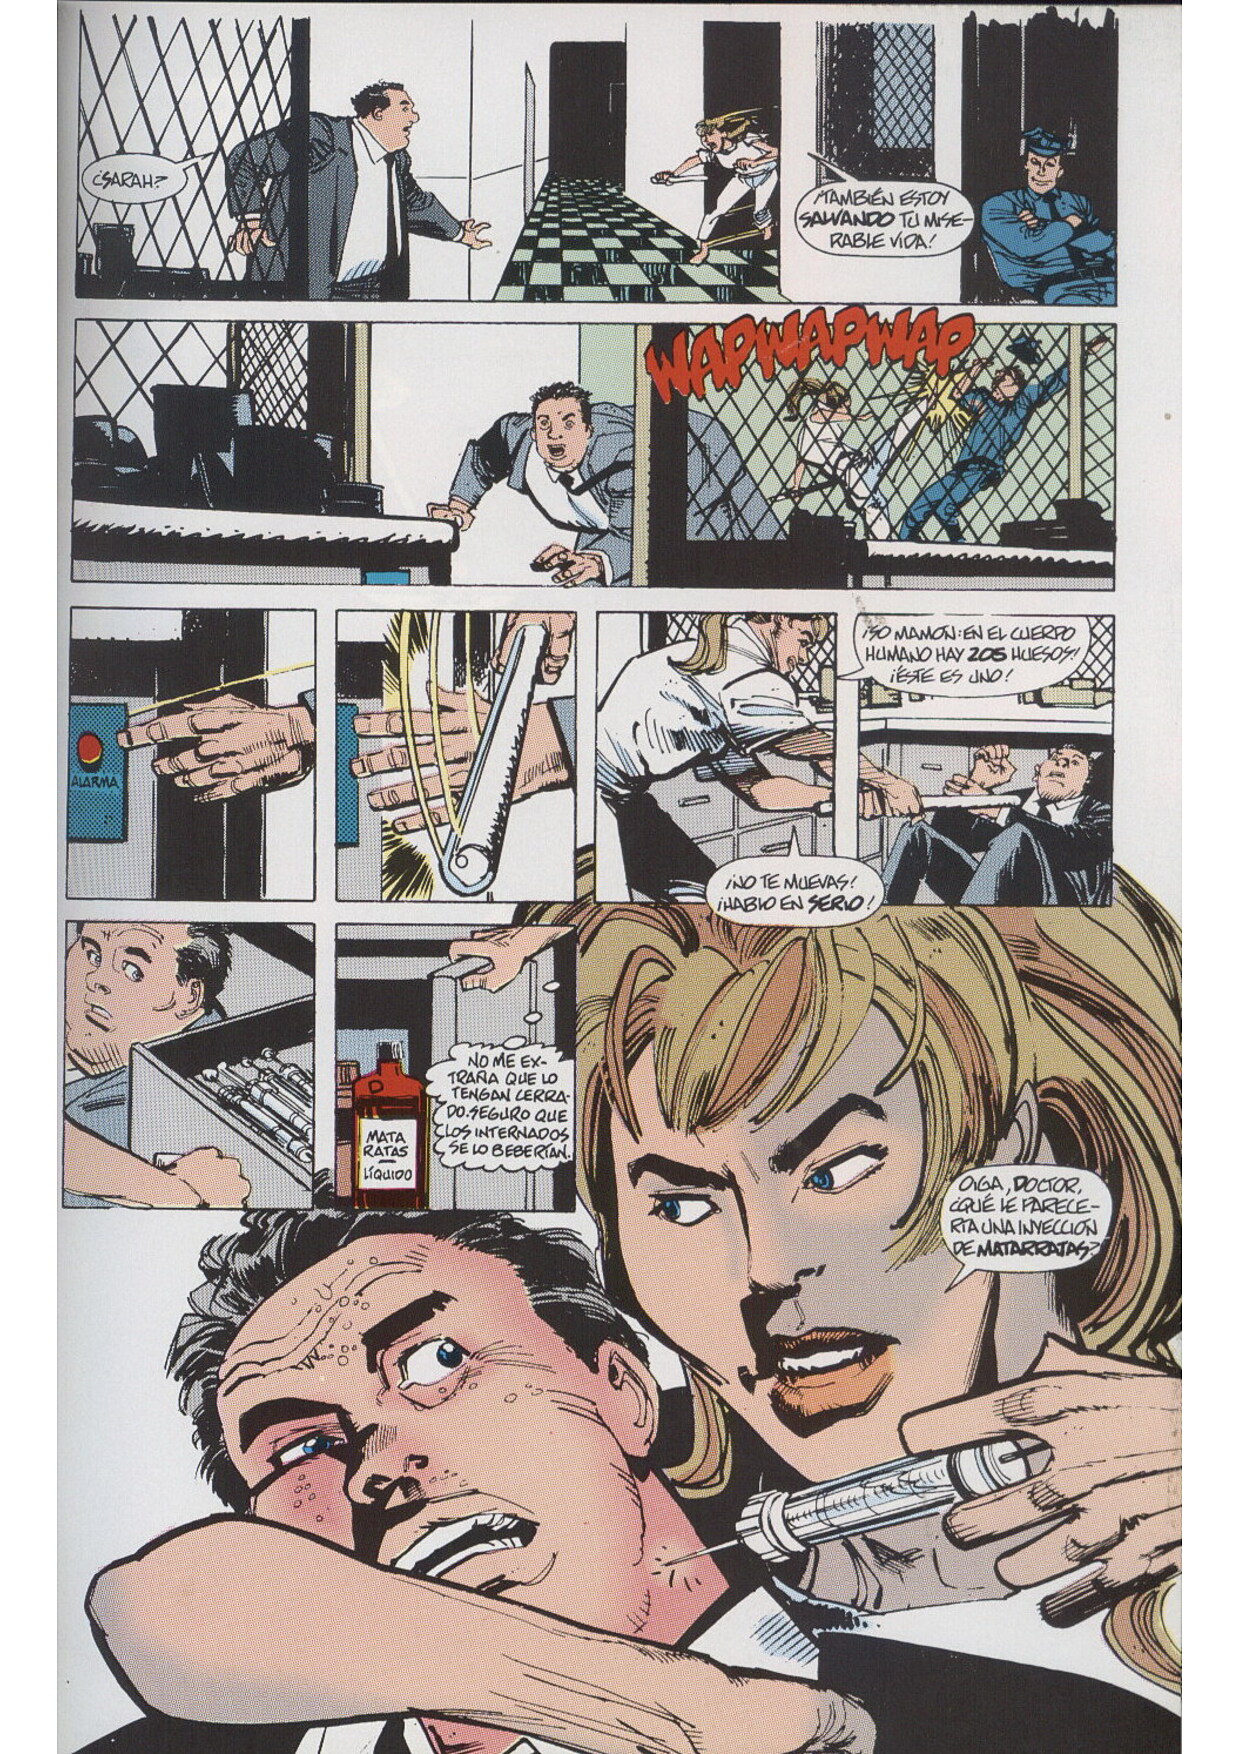 ¿SARAH?
¡TAMBIÉN ESTOY
SALVANDO TU MISE-
RABLE VIDA!
WAPWAPWAP
ALARMA
¡SO MAMON: EN EL CUERPO
HUMANO HAY 205 HUESOS!
¡ÉSTE ES UNO!
¡NO TE MUEVAS!
¡HABLO EN SERIO!
NO ME EX-
TRAÑA QUE LO
TENGAN CERRA-
DO. SEGURO QUE
LOS INTERNADOS
SE LO BEBERÍAN.
MATA
RATAS
LÍQUIDO
OIGA, DOCTOR,
¿QUÉ LE PARECE-
RÍA UNA INYECCIÓN
DE MATARRATAS?